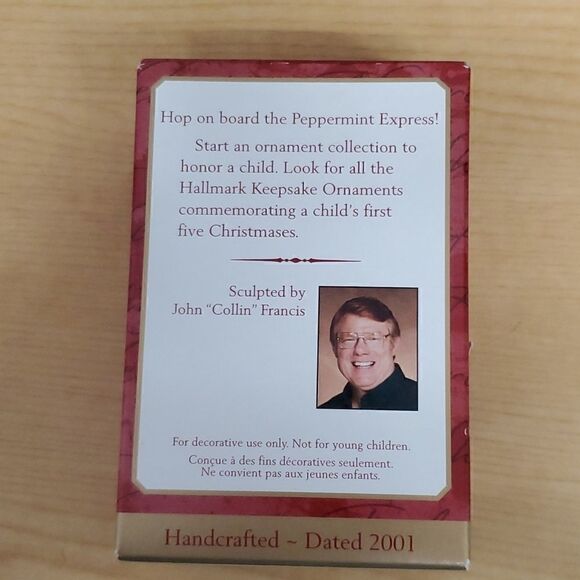 Hop on board the Peppermint Express!
Start an ornament collection to
honor a child. Look for all the
Hallmark Keepsake Ornaments
commemorating a child's first
five Christmases.
Sculpted by
John "Collin" Francis
For decorative use only. Not for young children.
Conçue à des fins décoratives seulement.
Ne convient pas aux jeunes enfants.
Handcrafted ~ Dated 2001